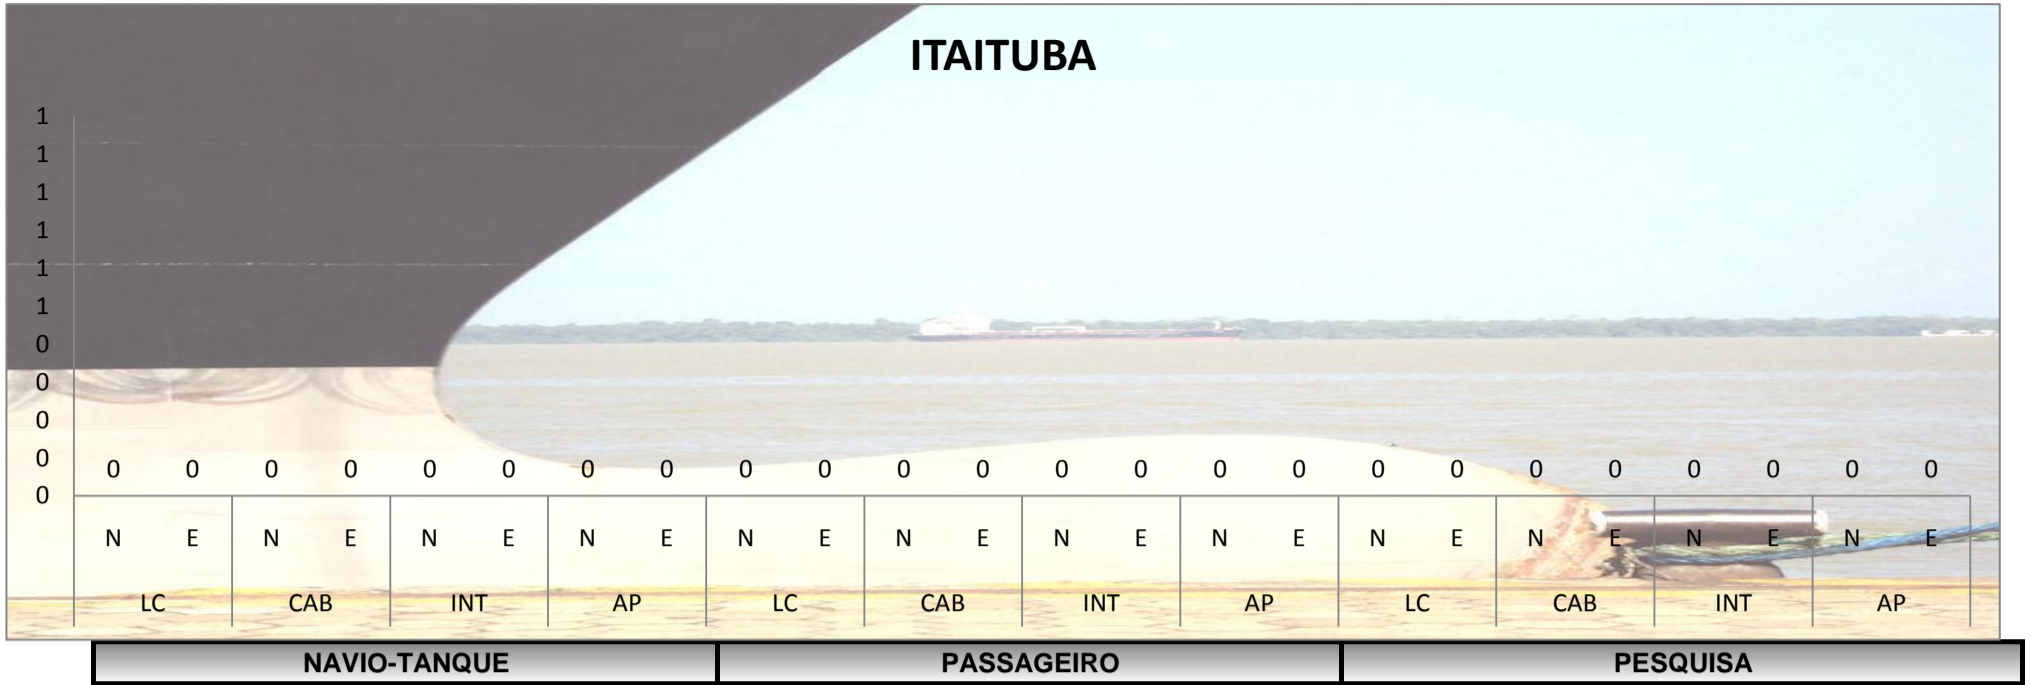 ITAITUBA
1
1
1
1
1
1
0
0
0
0
0
0 0 0 0 0 0 0 0 0 0 0 0 0 0 0 0 0 0 0 0 0 0 0 0
N E N E N E N E N E N E N E N E N E N E N E N E
LC CAB INT AP LC CAB INT AP LC CAB INT AP
NAVIO-TANQUE PASSAGEIRO PESQUISA